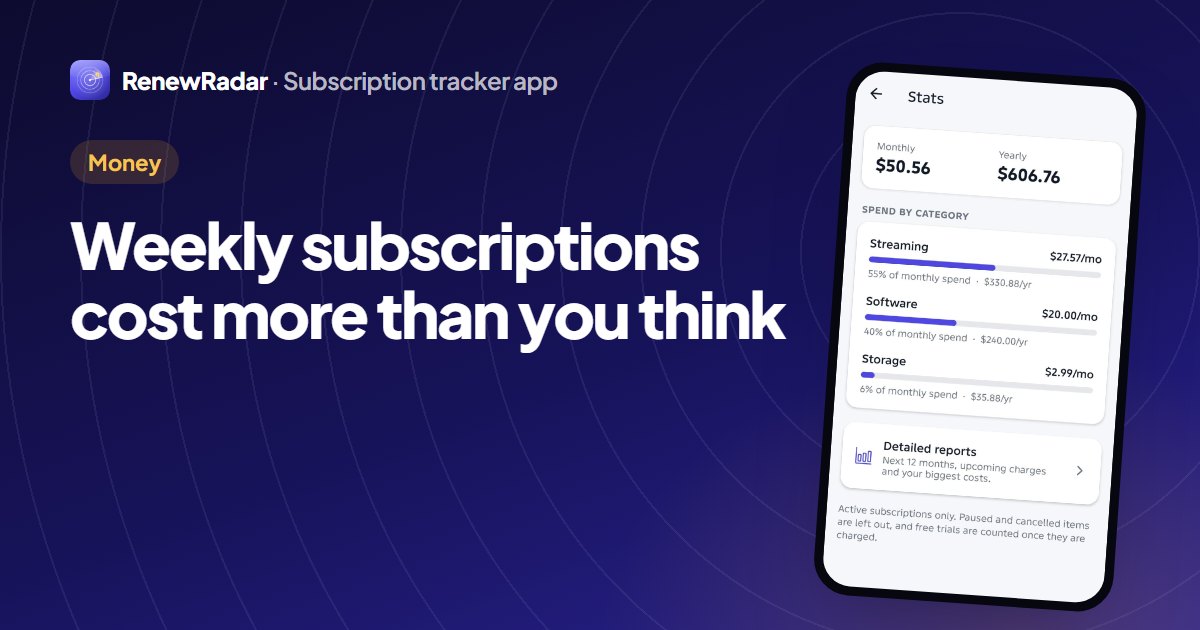 RenewRadar · Subscription tracker app
Money
Weekly subscriptions
cost more than you think
Stats
Monthly
$50.56
Yearly
$606.76
SPEND BY CATEGORY
Streaming
$27.57/mo
55% of monthly spend · $330.88/yr
Software
$20.00/mo
40% of monthly spend · $240.00/yr
Storage
$2.99/mo
6% of monthly spend · $35.88/yr
Detailed reports
Next 12 months, upcoming charges
and your biggest costs.
Active subscriptions only. Paused and cancelled items
are left out, and free trials are counted once they are
charged.